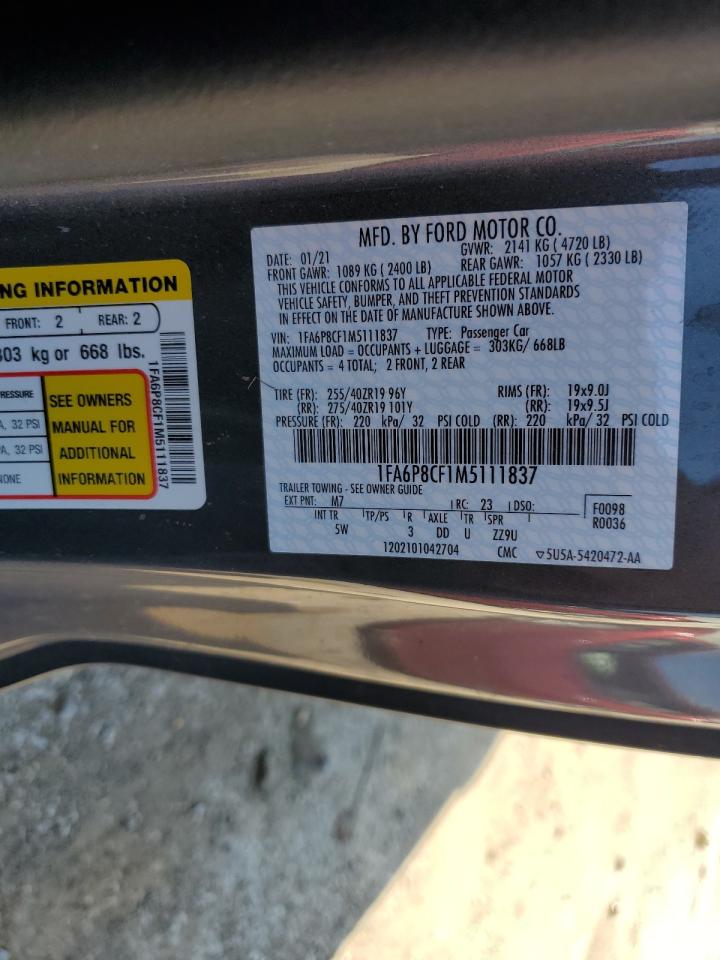 NG INFORMATION
FRONT: 2 REAR: 2
303 kg or 668 lbs.
PRESSURE
A, 32 PSI
A, 32 PSI
NONE
SEE OWNERS
MANUAL FOR
ADDITIONAL
INFORMATION
1FA6P8CF1M5111837
MFD. BY FORD MOTOR CO.
DATE: 01/21 GVWR: 2141 KG ( 4720 LB)
FRONT GAWR: 1089 KG ( 2400 LB) REAR GAWR: 1057 KG ( 2330 LB)
THIS VEHICLE CONFORMS TO ALL APPLICABLE FEDERAL MOTOR
VEHICLE SAFETY, BUMPER, AND THEFT PREVENTION STANDARDS
IN EFFECT ON THE DATE OF MANUFACTURE SHOWN ABOVE.
VIN: 1FA6P8CF1M5111837 TYPE: Passenger Car
MAXIMUM LOAD = OCCUPANTS + LUGGAGE = 303KG/ 668LB
OCCUPANTS = 4 TOTAL; 2 FRONT, 2 REAR
TIRE (FR): 255/40ZR19 96Y RIMS (FR): 19x9.0J
(RR): 275/40ZR19 101Y (RR): 19x9.5J
PRESSURE (FR): 220 kPa/ 32 PSI COLD (RR): 220 kPa/ 32 PSI COLD
1FA6P8CF1M5111837
TRAILER TOWING - SEE OWNER GUIDE
EXT PNT: M7 RC: 23 DSO: F0098
INT TR TP/PS R AXLE TR SPR R0036
5W 3 DD U ZZ9U
1202101042704 CMC ▽5U5A-5420472-AA